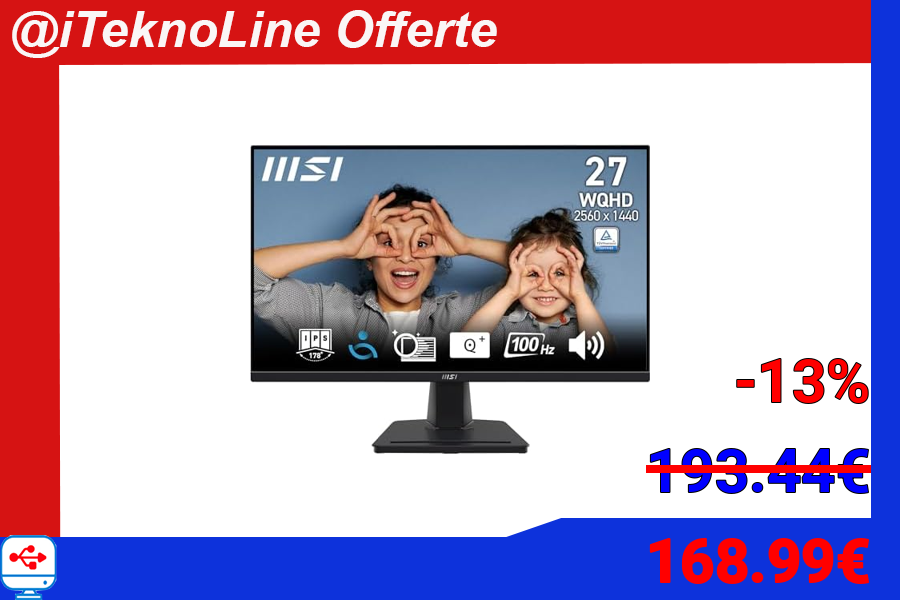 @iTeknoLine Offerte
msi
27
WQHD
2560 x 1440
IPS
178°
Q+
100Hz
msi
-13%
193.44€
168.99€